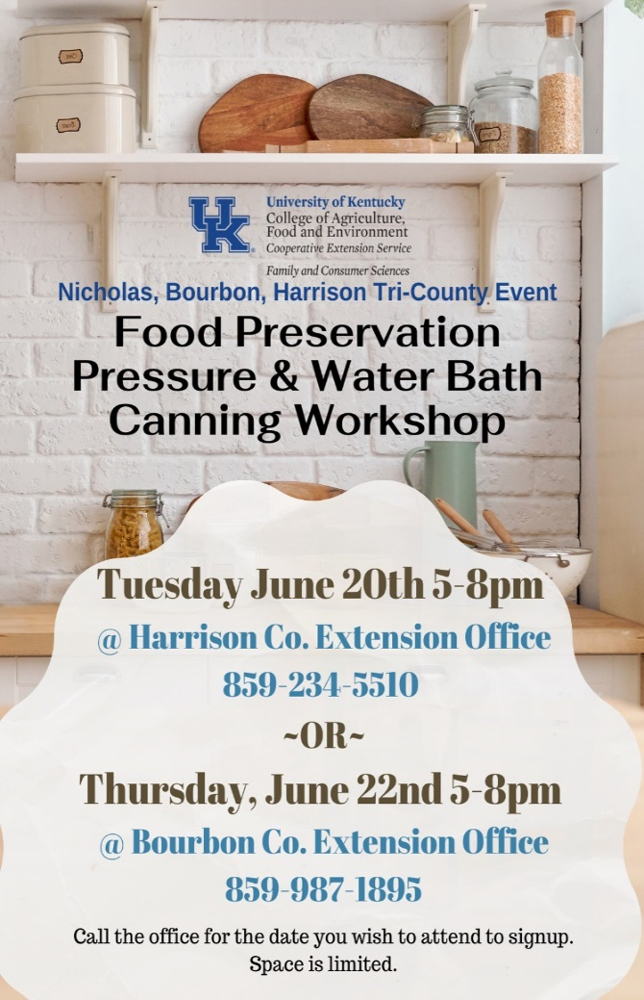 UK
University of Kentucky
College of Agriculture,
Food and Environment
Cooperative Extension Service
Family and Consumer Sciences
Nicholas, Bourbon, Harrison Tri-County Event
Food Preservation
Pressure & Water Bath
Canning Workshop
Tuesday June 20th 5-8pm
@ Harrison Co. Extension Office
859-234-5510
~OR~
Thursday, June 22nd 5-8pm
@ Bourbon Co. Extension Office
859-987-1895
Call the office for the date you wish to attend to signup.
Space is limited.